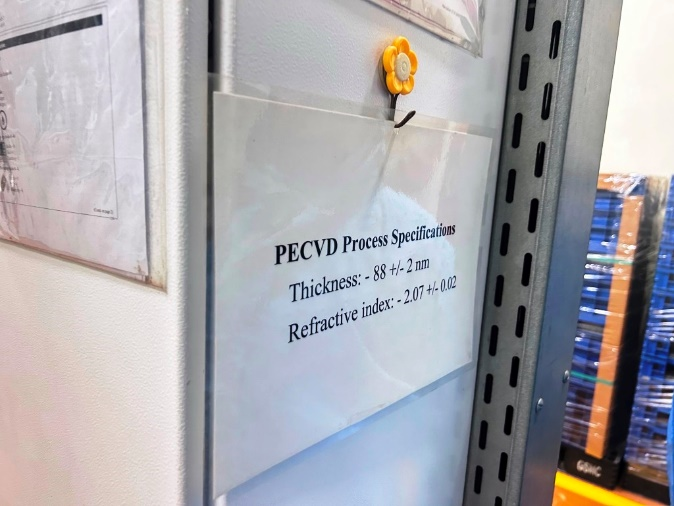 PECVD Process Specifications
Thickness: - 88 +/- 2 nm
Refractive index: - 2.07 +/- 0.02